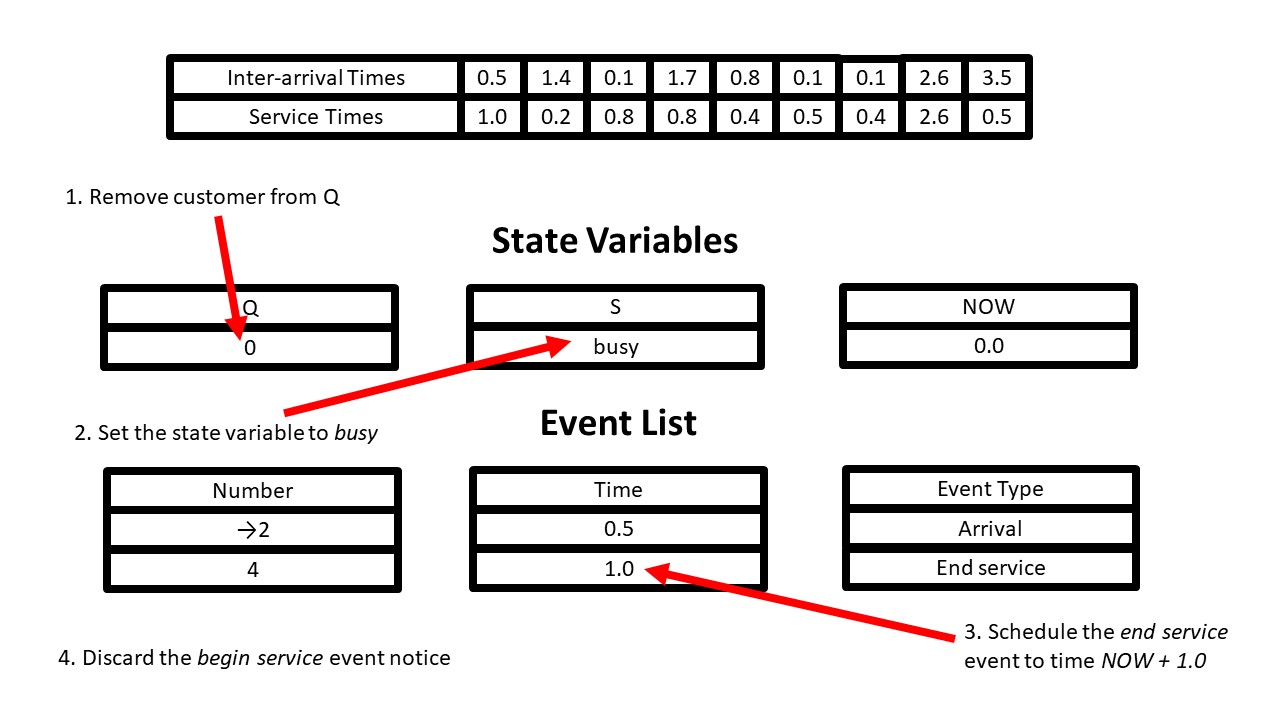 Inter-arrival Times 0.5 1.4 0.1 1.7 0.8 0.1 0.1 2.6 3.5
Service Times 1.0 0.2 0.8 0.8 0.4 0.5 0.4 2.6 0.5
1. Remove customer from Q
State Variables
Q S NOW
0 busy 0.0
2. Set the state variable to busy
Event List
Number Time Event Type
→2 0.5 Arrival
4 1.0 End service
3. Schedule the end service
event to time NOW + 1.0
4. Discard the begin service event notice